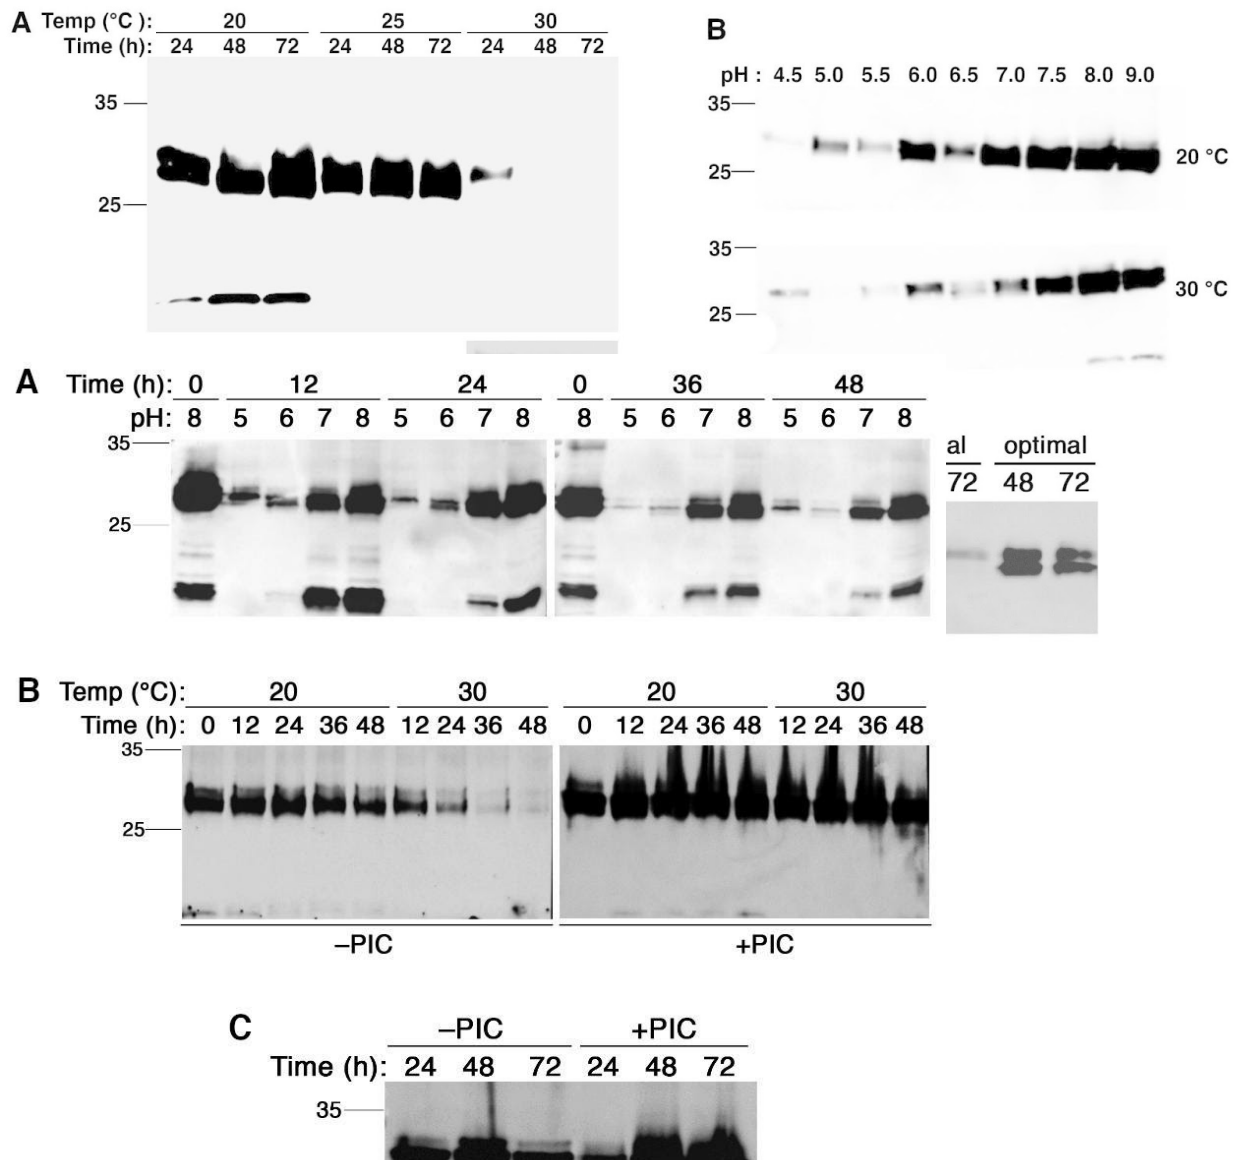 A Temp (°C ): 20 25 30
Time (h): 24 48 72 24 48 72 24 48 72
35
25
B
pH : 4.5 5.0 5.5 6.0 6.5 7.0 7.5 8.0 9.0
35
25
20 °C
35
25
30 °C
A Time (h): 0 12 24 0 36 48
pH: 8 5 6 7 8 5 6 7 8 8 5 6 7 8 5 6 7 8
35
25
al optimal
72 48 72
B Temp (°C): 20 30 20 30
Time (h): 0 12 24 36 48 12 24 36 48 0 12 24 36 48 12 24 36 48
35
25
–PIC +PIC
C –PIC +PIC
Time (h): 24 48 72 24 48 72
35